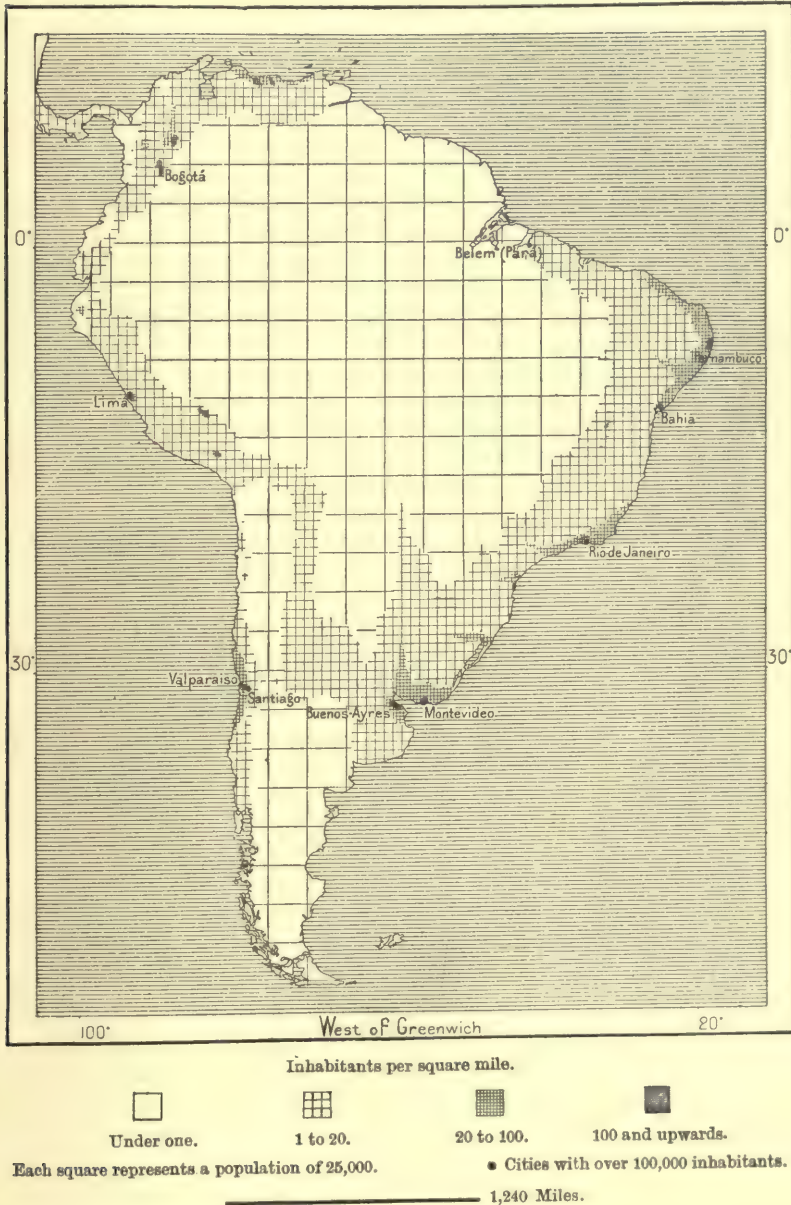 Bogotá
0°
0°
Belem (Pará)
Pernambuco
Lima
Bahia
Rio de Janeiro
30°
30°
Valparaiso
Santiago
Buenos-Ayres
Montevideo
100°
West of Greenwich
20°
Inhabitants per square mile.
Under one.
1 to 20.
20 to 100.
100 and upwards.
Each square represents a population of 25,000.
Cities with over 100,000 inhabitants.
1,240 Miles.